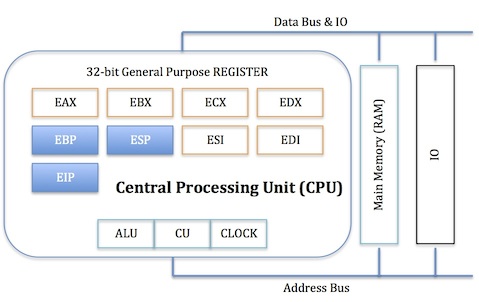 Data Bus & IO
32-bit General Purpose REGISTER
EAX EBX ECX EDX
EBP ESP ESI EDI
EIP
Central Processing Unit (CPU)
ALU CU CLOCK
Main Memory (RAM)
IO
Address Bus